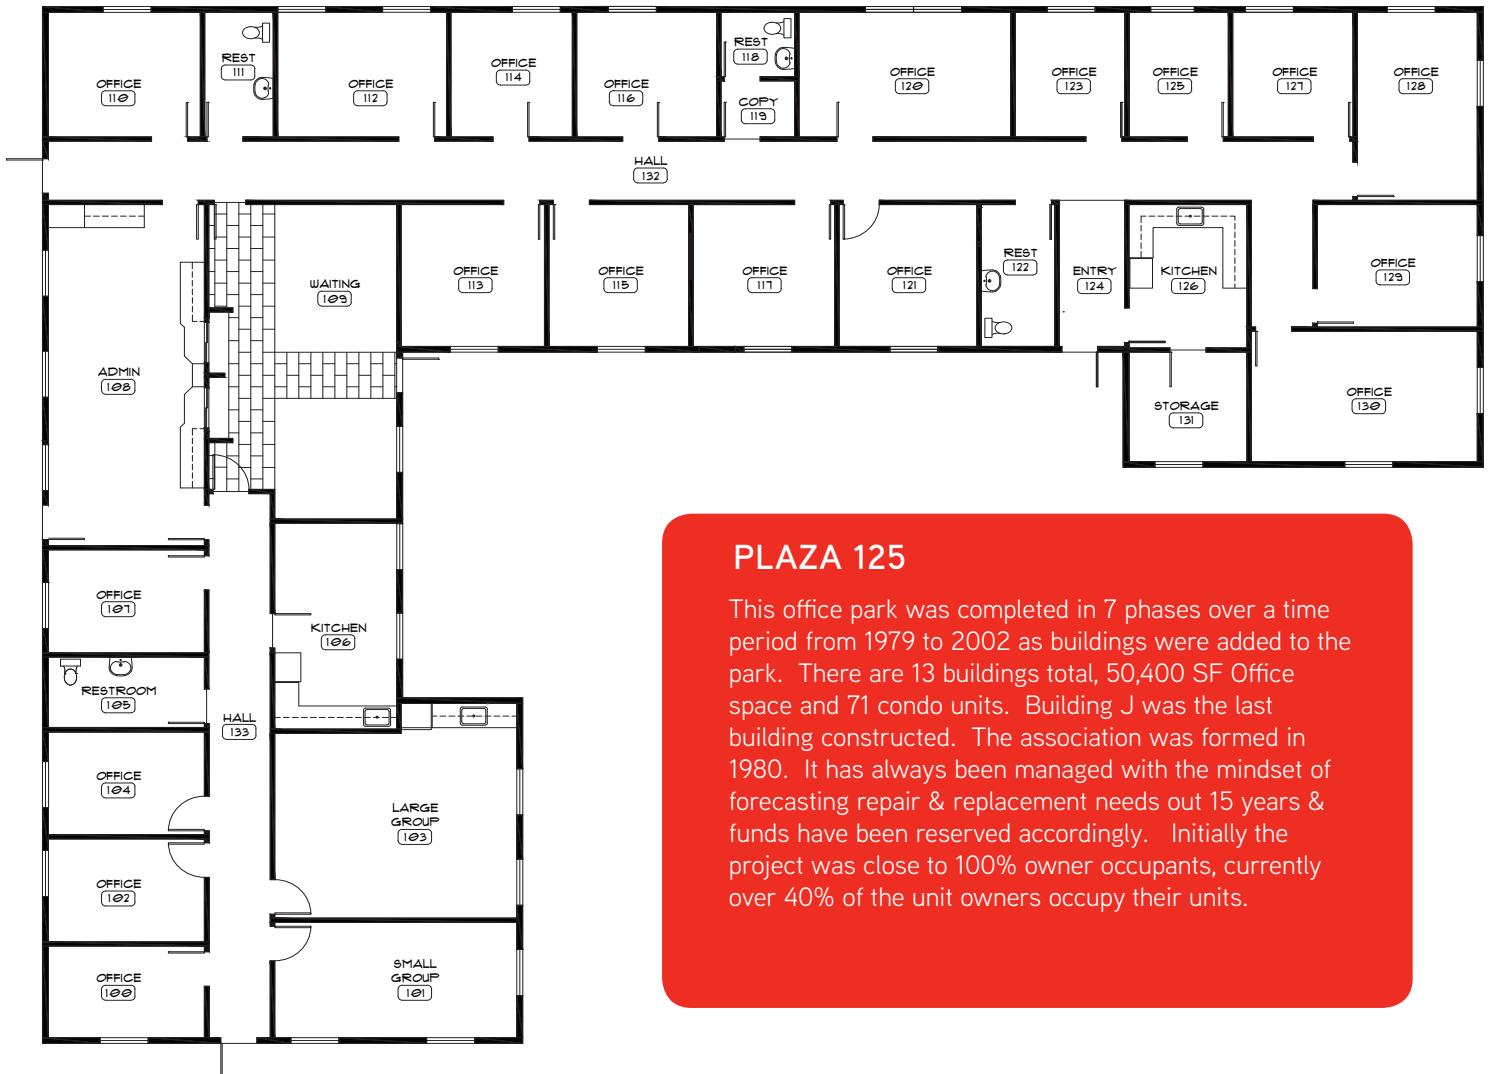 OFFICE
110
REST
111
OFFICE
112
OFFICE
114
OFFICE
116
REST
118
COPY
119
OFFICE
120
OFFICE
123
OFFICE
125
OFFICE
127
OFFICE
128
HALL
132
WAITING
109
OFFICE
113
OFFICE
115
OFFICE
117
OFFICE
121
REST
122
ENTRY
124
KITCHEN
126
OFFICE
129
ADMIN
108
STORAGE
131
OFFICE
130
OFFICE
107
KITCHEN
106
RESTROOM
105
HALL
133
OFFICE
104
LARGE
GROUP
103
OFFICE
102
SMALL
GROUP
101
OFFICE
100
PLAZA 125
This office park was completed in 7 phases over a time
period from 1979 to 2002 as buildings were added to the
park. There are 13 buildings total, 50,400 SF Office
space and 71 condo units. Building J was the last
building constructed. The association was formed in
1980. It has always been managed with the mindset of
forecasting repair & replacement needs out 15 years &
funds have been reserved accordingly. Initially the
project was close to 100% owner occupants, currently
over 40% of the unit owners occupy their units.